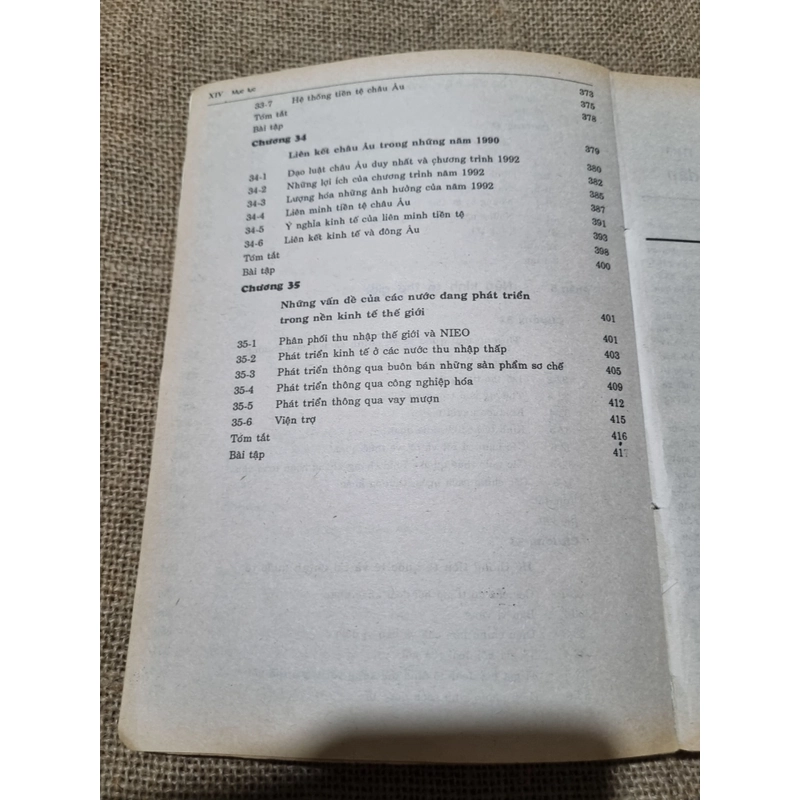 XIV Mục lục
33-7 Hệ thống tiền tệ châu Âu 373
Tóm tắt 375
Bài tập 378
Chương 34
Liên kết châu Âu trong những năm 1990 379
34-1 Đạo luật châu Âu duy nhất và chương trình 1992 380
34-2 Những lợi ích của chương trình năm 1992 382
34-3 Lượng hóa những ảnh hưởng của năm 1992 385
34-4 Liên minh tiền tệ châu Âu 387
34-5 Ý nghĩa kinh tế của liên minh tiền tệ 391
34-6 Liên kết kinh tế và đông Âu 393
Tóm tắt 398
Bài tập 400
Chương 35
Những vấn đề của các nước đang phát triển
trong nền kinh tế thế giới 401
35-1 Phân phối thu nhập thế giới và NIEO 401
35-2 Phát triển kinh tế ở các nước thu nhập thấp 403
35-3 Phát triển thông qua buôn bán những sản phẩm sơ chế 405
35-4 Phát triển thông qua công nghiệp hóa 409
35-5 Phát triển thông qua vay mượn 412
35-6 Viện trợ 415
Tóm tắt 416
Bài tập 417